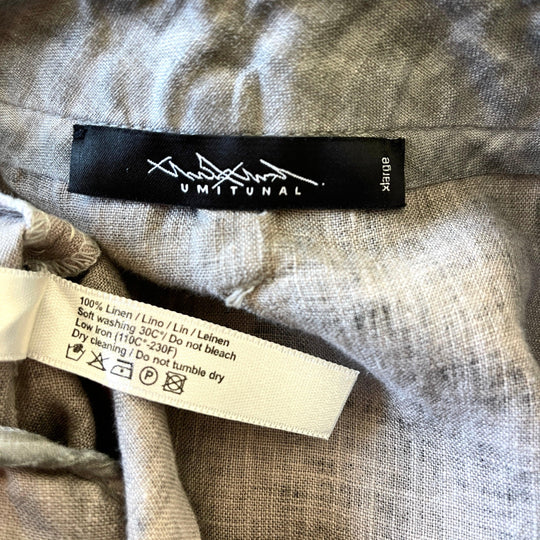 UMITUNAL
xlarge
100% Linen / Lino / Lin / Leinen
Soft washing 30C°/ Do not bleach
Low Iron (110C°-230F)
Dry cleaning / Do not tumble dry
P